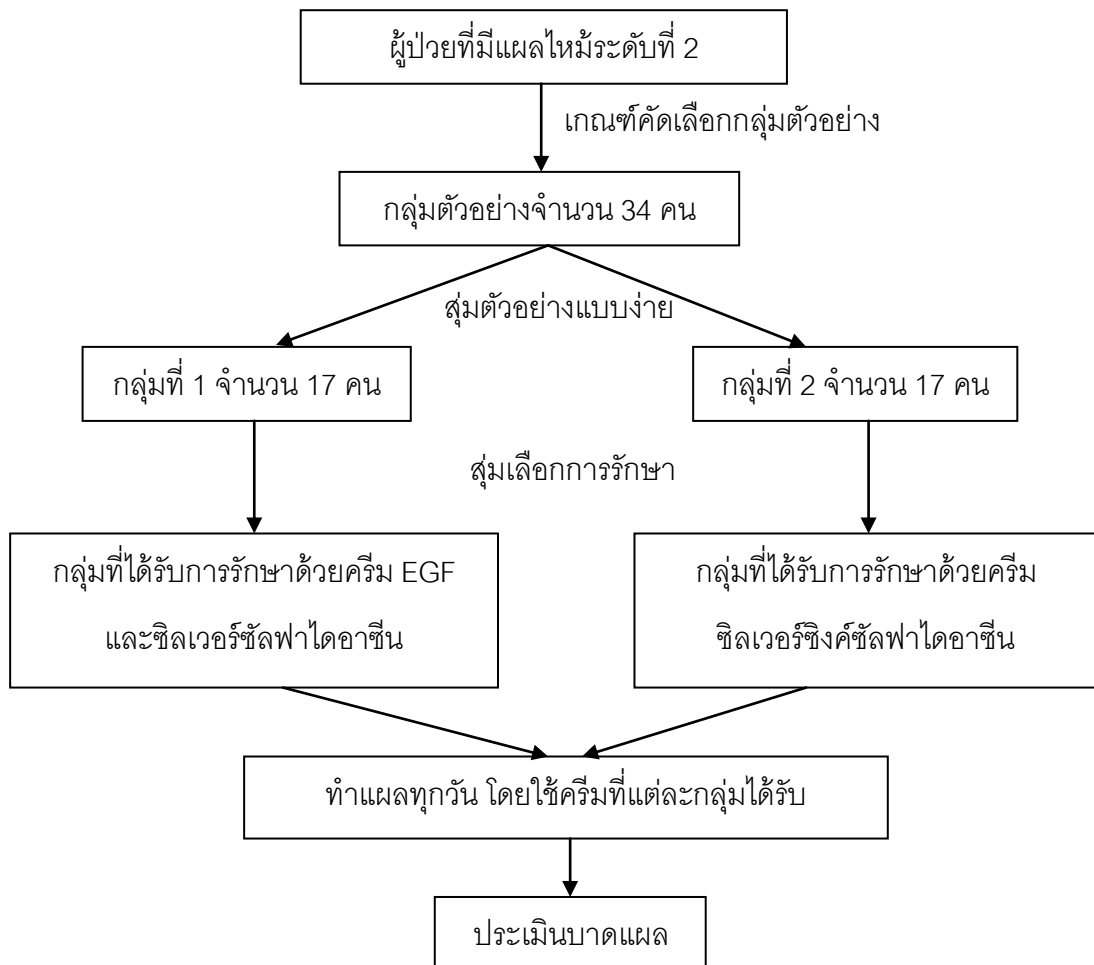 ผู้ป่วยที่มีแผลไหม้ระดับที่ 2
เกณฑ์คัดเลือกกลุ่มตัวอย่าง
กลุ่มตัวอย่างจำนวน 34 คน
สุ่มตัวอย่างแบบง่าย
กลุ่มที่ 1 จำนวน 17 คน
กลุ่มที่ 2 จำนวน 17 คน
สุ่มเลือกการรักษา
กลุ่มที่ได้รับการรักษาด้วยครีม EGF
และซิลเวอร์ซัลฟาไดอาซีน
กลุ่มที่ได้รับการรักษาด้วยครีม
ซิลเวอร์ซิงค์ซัลฟาไดอาซีน
ทำแผลทุกวัน โดยใช้ครีมที่แต่ละกลุ่มได้รับ
ประเมินบาดแผล